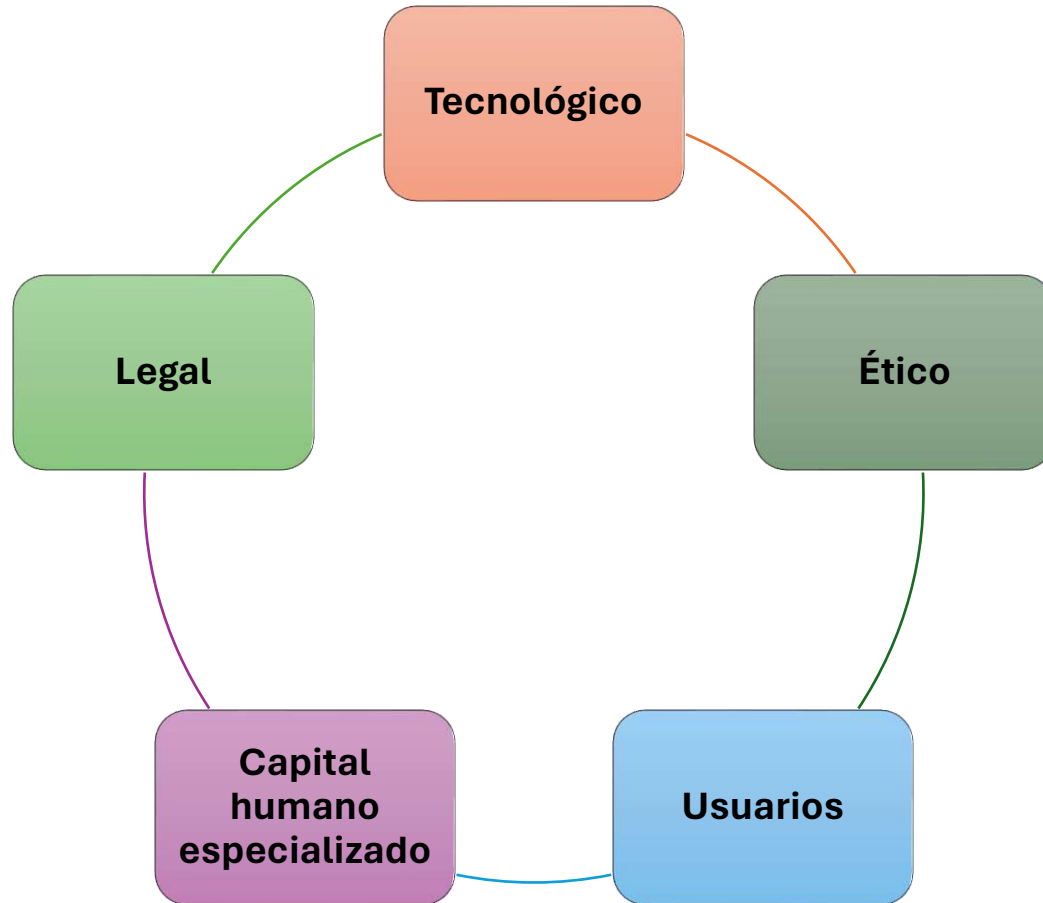 Tecnológico
Ético
Usuarios
Capital
humano
especializado
Legal